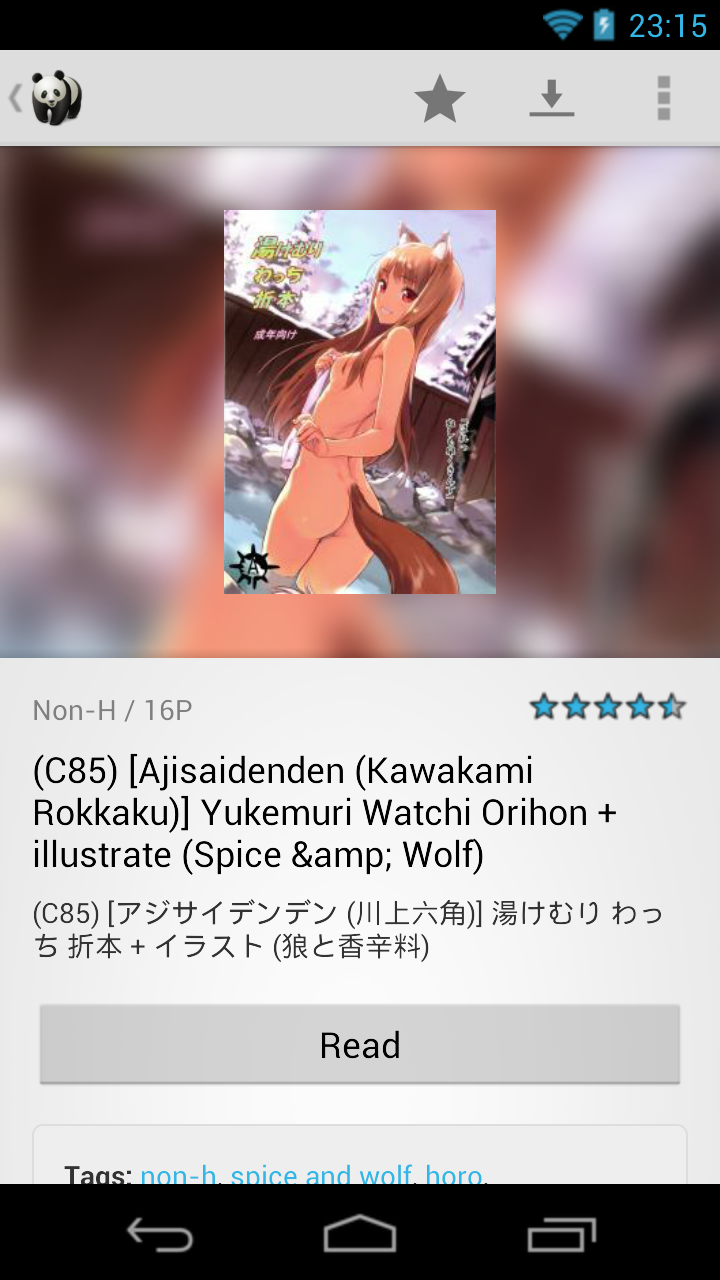 23:15
湯けむり
わっち
折本
成年向け
A
Non-H / 16P
(C85) [Ajisaidenden (Kawakami
Rokkaku)] Yukemuri Watchi Orihon +
illustrate (Spice &amp; Wolf)
(C85) [アジサイデンデン (川上六角)] 湯けむり わっ
ち 折本 + イラスト (狼と香辛料)
Read
Tags: non-h, spice and wolf, horo,